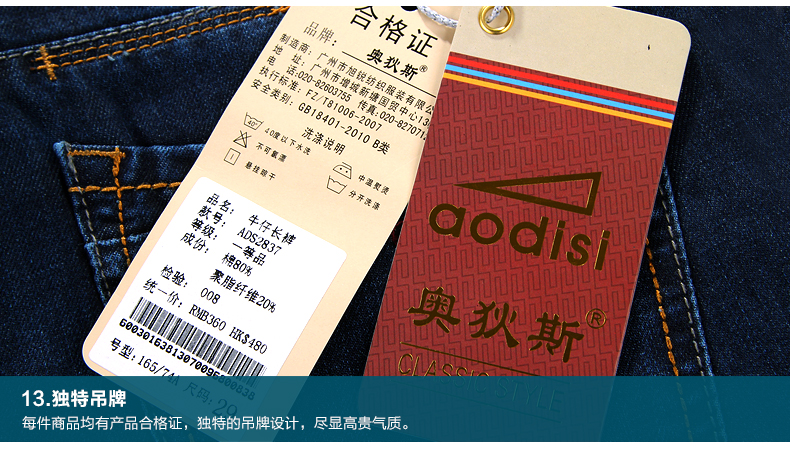 合格证
品牌: 奥狄斯®
制造商: 广州市旭锐纺织服装有限公
地 址: 广州市增城新塘国贸中心13
电 话:020-82603755 传真:020-8270712
执行标准: FZ/T81006-2007
安全类别: GB18401-2010 B类
洗涤说明
40度以下水洗 中温熨烫
不可氯漂 分开洗涤
悬挂晾干
品名: 牛仔长裤
款号: ADS2837
等级: 一等品
成份: 棉80%
聚脂纤维20%
检验: 008
统一价: RMB360 HK$480
号型:165/74A 尺码: 29
aodisi
奥狄斯®
13.独特吊牌
每件商品均有产品合格证，独特的吊牌设计，尽显高贵气质。